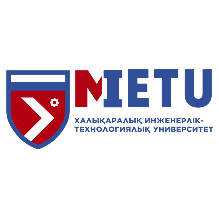 MIETU
ХАЛЫҚАРАЛЫҚ ИНЖЕНЕРЛІК-
ТЕХНОЛОГИЯЛЫҚ УНИВЕРСИТЕТ